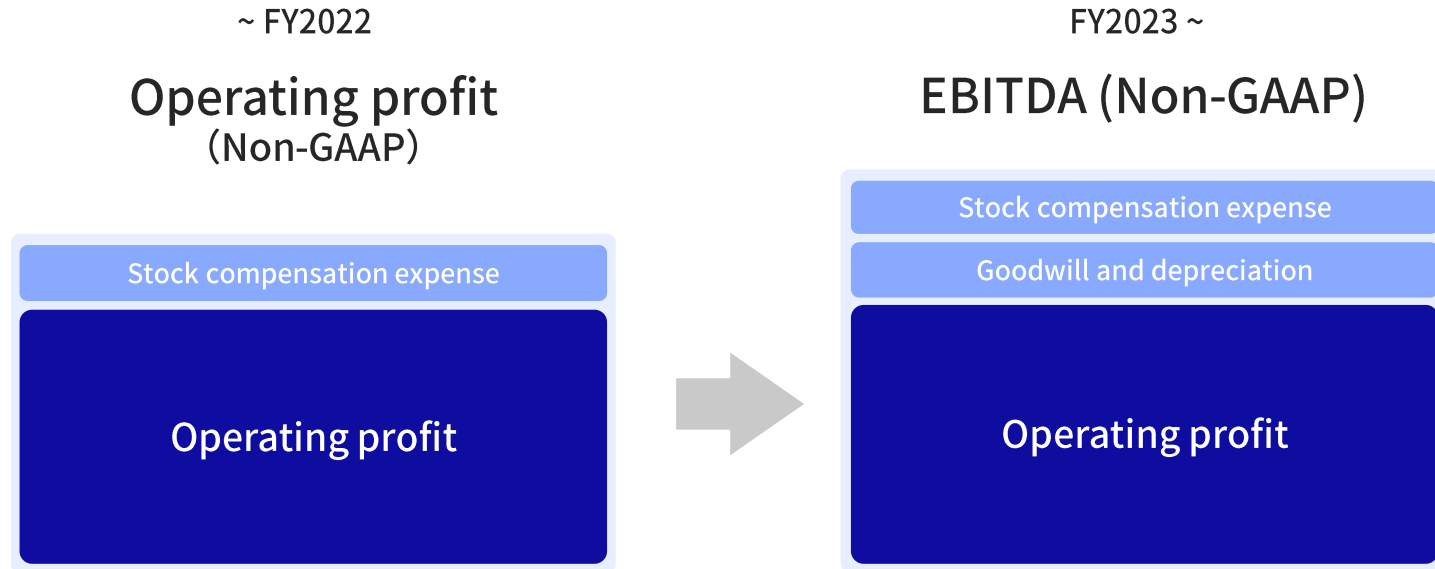 ~ FY2022
Operating profit
（Non-GAAP）
Stock compensation expense
Operating profit
FY2023 ~
EBITDA (Non-GAAP)
Stock compensation expense
Goodwill and depreciation
Operating profit